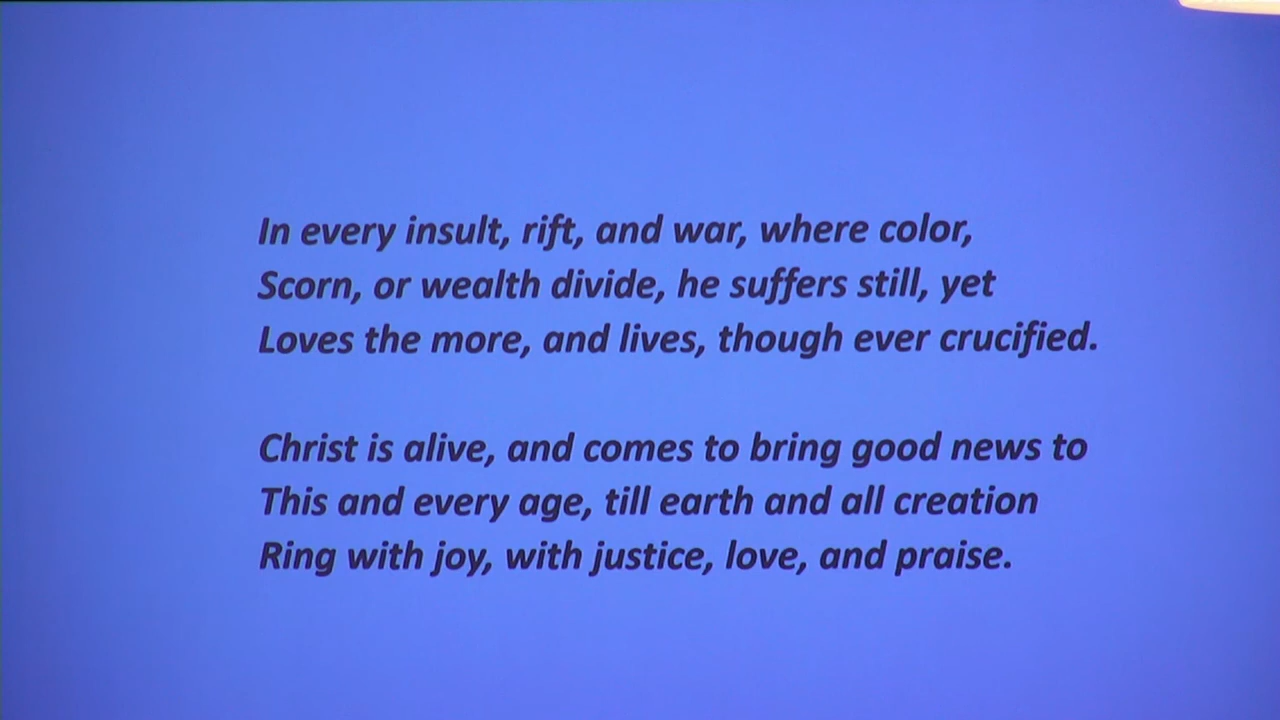 In every insult, rift, and war, where color,
Scorn, or wealth divide, he suffers still, yet
Loves the more, and lives, though ever crucified.
Christ is alive, and comes to bring good news to
This and every age, till earth and all creation
Ring with joy, with justice, love, and praise.